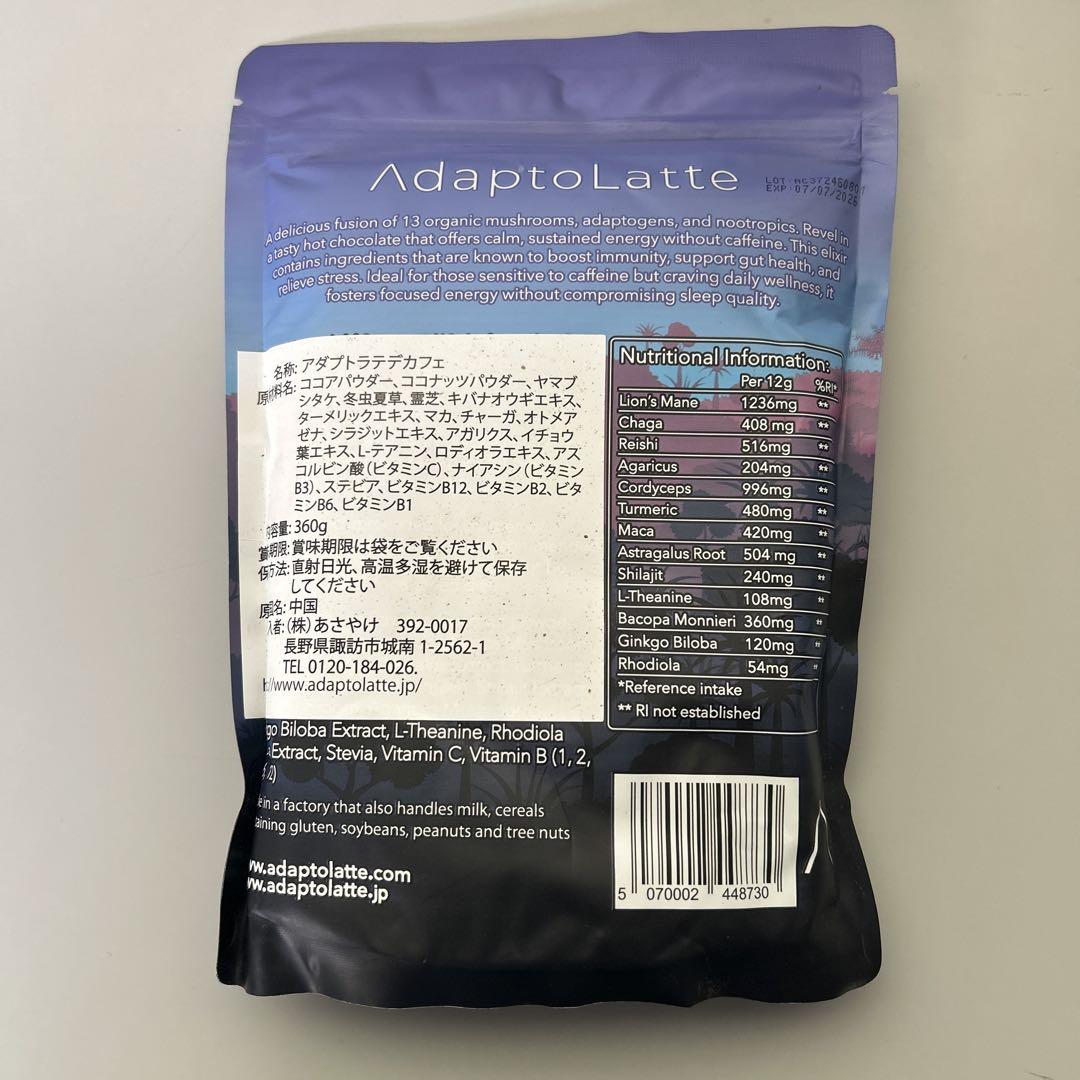 AdaptoLatte
EXP: 07/07/2026
A delicious fusion of 13 organic mushrooms, adaptogens, and nootropics. Revel in
a tasty hot chocolate that offers calm, sustained energy without caffeine. This elixir
contains ingredients that are known to boost immunity, support gut health, and
relieve stress. Ideal for those sensitive to caffeine but craving daily wellness, it
fosters focused energy without compromising sleep quality.
名称: アダプトラテデカフェ
原材料名: ココアパウダー、ココナッツパウダー、ヤマブ
シタケ、冬虫夏草、霊芝、キバナオウギエキス、
ターメリックエキス、マカ、チャーガ、オトメア
ゼナ、シラジットエキス、アガリクス、イチョウ
葉エキス、L-テアニン、ロディオラエキス、アス
コルビン酸（ビタミンC）、ナイアシン（ビタミン
B3）、ステビア、ビタミンB12、ビタミンB2、ビタ
ミンB6、ビタミンB1
内容量: 360g
期限: 賞味期限は袋をご覧ください
方法: 直射日光、高温多湿を避けて保存
してください
名: 中国
入者: （株）あさやけ 392-0017
長野県諏訪市城南 1-2562-1
TEL 0120-184-026.
//www.adaptolatte.jp/
Nutritional Information:
Per 12g %RI*
Lion's Mane 1236mg **
Chaga 408 mg **
Reishi 516mg **
Agaricus 204mg **
Cordyceps 996mg **
Turmeric 480mg **
Maca 420mg **
Astragalus Root 504 mg **
Shilajit 240mg **
L-Theanine 108mg **
Bacopa Monnieri 360mg **
Ginkgo Biloba 120mg **
Rhodiola 54mg **
*Reference intake
** RI not established
go Biloba Extract, L-Theanine, Rhodiola
Extract, Stevia, Vitamin C, Vitamin B (1, 2,
in a factory that also handles milk, cereals
aining gluten, soybeans, peanuts and tree nuts
w.adaptolatte.com
w.adaptolatte.jp
5 070002 448730